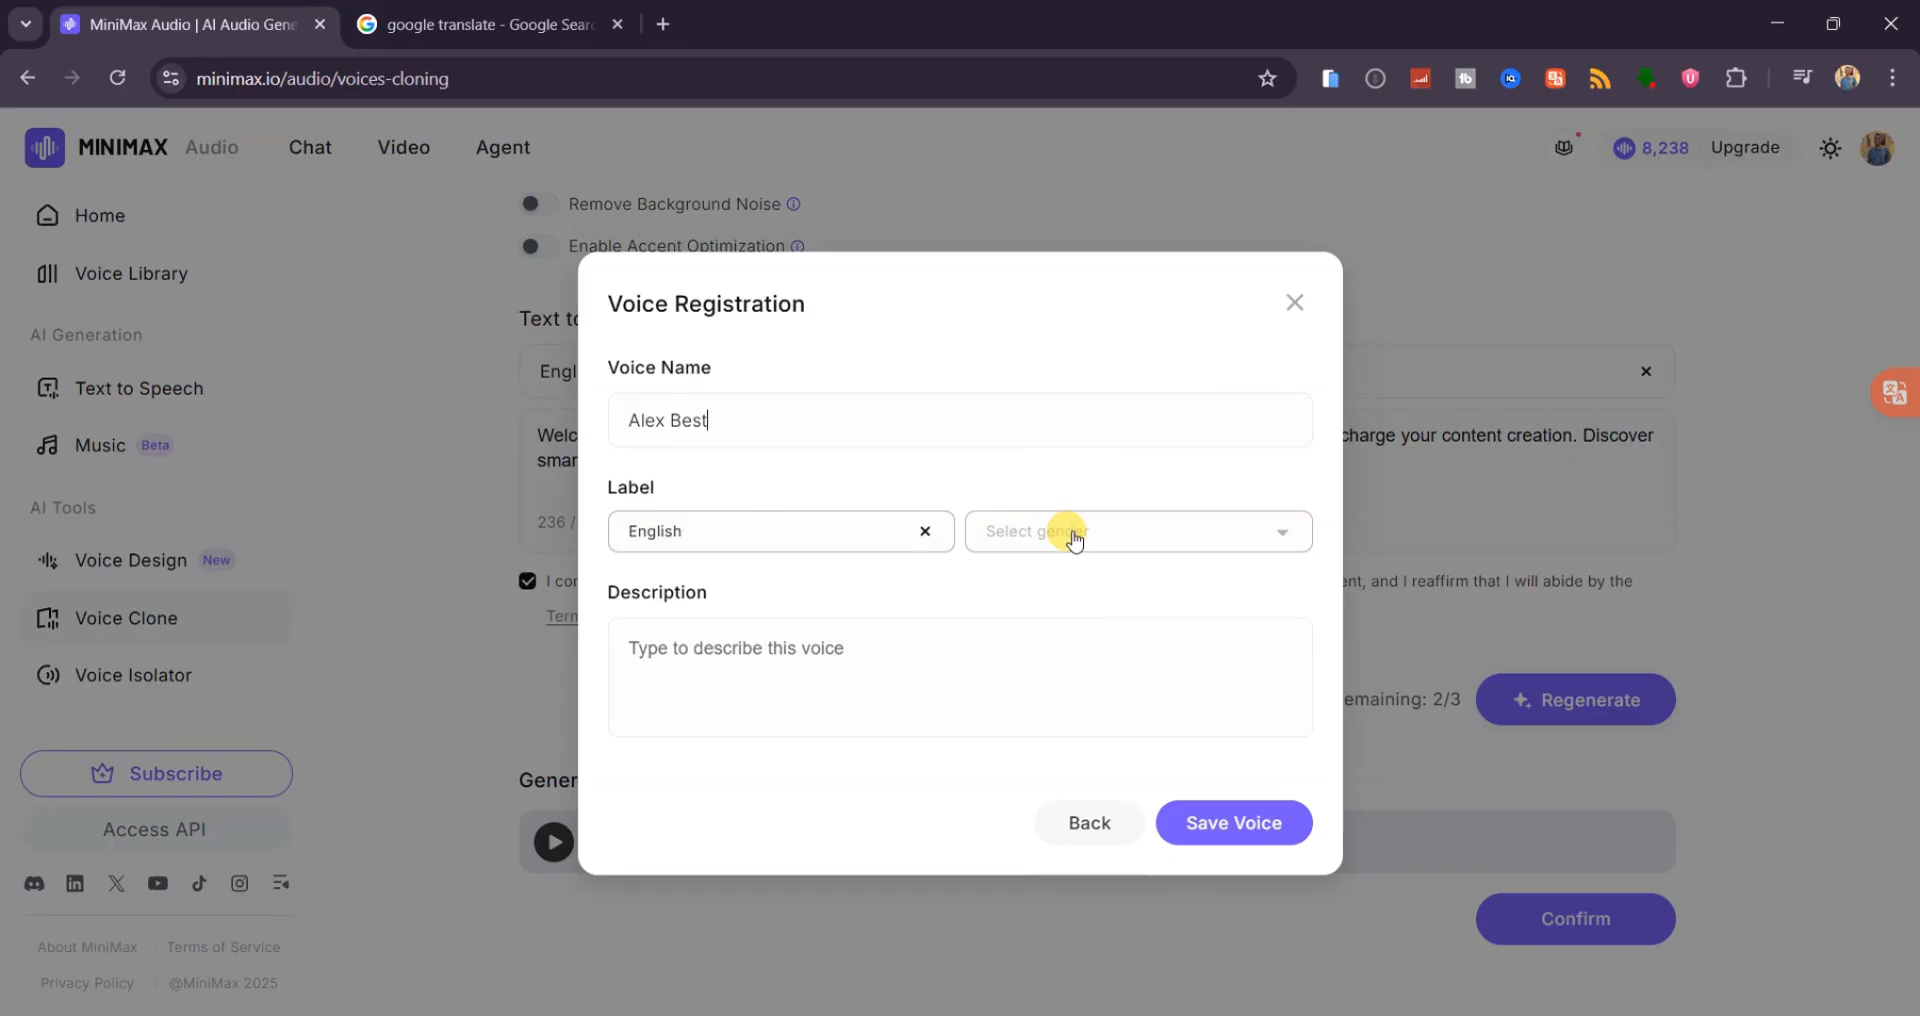 MiniMax Audio | AI Audio Gene
google translate - Google Sear
minimax.io/audio/voices-cloning
MINIMAX Audio
Chat
Video
Agent
8,238
Upgrade
Home
Voice Library
AI Generation
Text to Speech
Music Beta
AI Tools
Voice Design New
Voice Clone
Voice Isolator
Subscribe
Access API
About MiniMax
Terms of Service
Privacy Policy
@MiniMax 2025
Remove Background Noise
Enable Accent Optimization
Text to
Engl
Welc
charge your content creation. Discover
smar
236 /
I con
ent, and I reaffirm that I will abide by the
Term
emaining: 2/3
Regenerate
Gener
Confirm
Voice Registration
Voice Name
Alex Best
Label
English
Select gender
Description
Type to describe this voice
Back
Save Voice